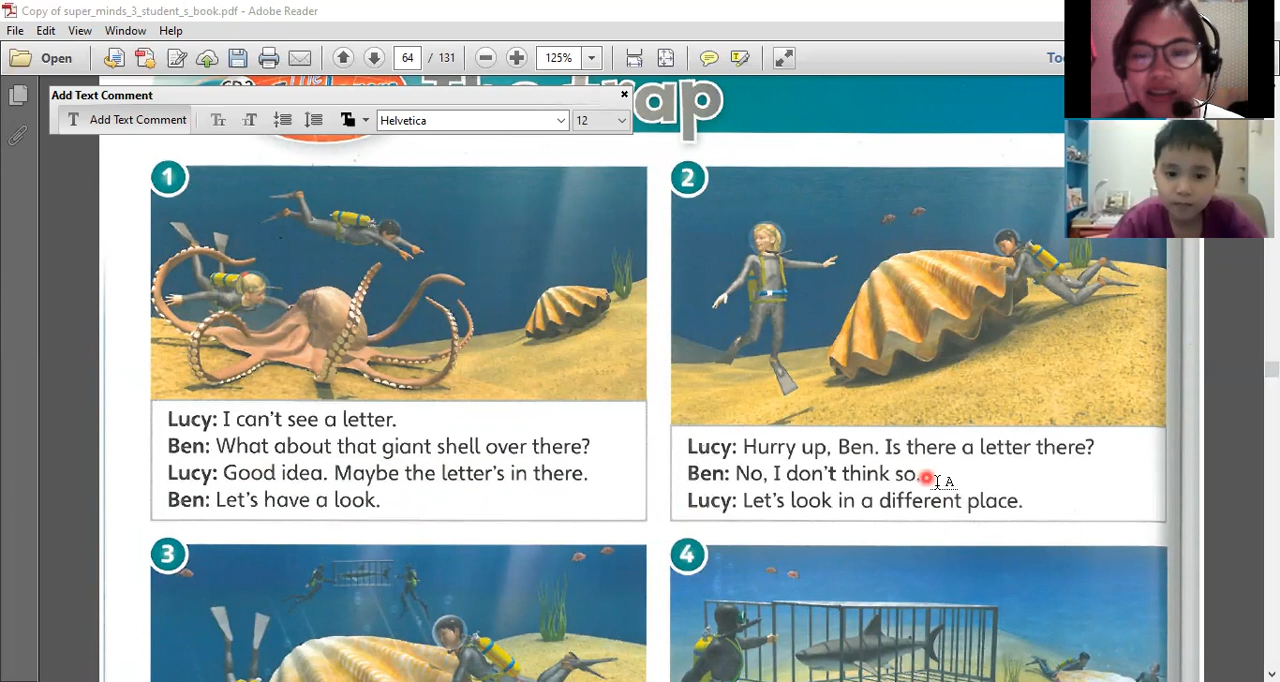 Copy of super_minds_3_student_s_book.pdf - Adobe Reader
File Edit View Window Help
Open 64 / 131 125%
Add Text Comment
Add Text Comment Helvetica 12
trap
1
2
Lucy: I can't see a letter.
Ben: What about that giant shell over there?
Lucy: Good idea. Maybe the letter's in there.
Ben: Let's have a look.
Lucy: Hurry up, Ben. Is there a letter there?
Ben: No, I don't think so.
Lucy: Let's look in a different place.
3
4